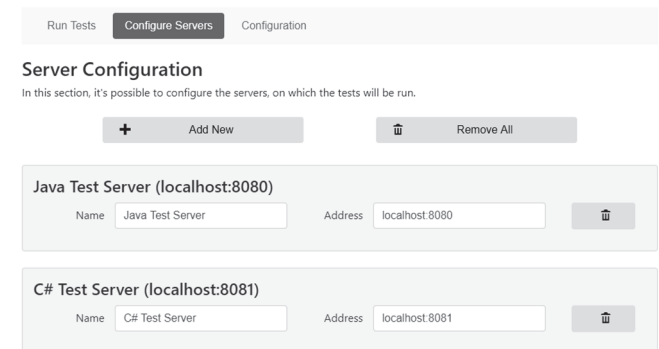 Run Tests Configure Servers Configuration
Server Configuration
In this section, it's possible to configure the servers, on which the tests will be run.
Add New Remove All
Java Test Server (localhost:8080)
Name Java Test Server Address localhost:8080
C# Test Server (localhost:8081)
Name C# Test Server Address localhost:8081